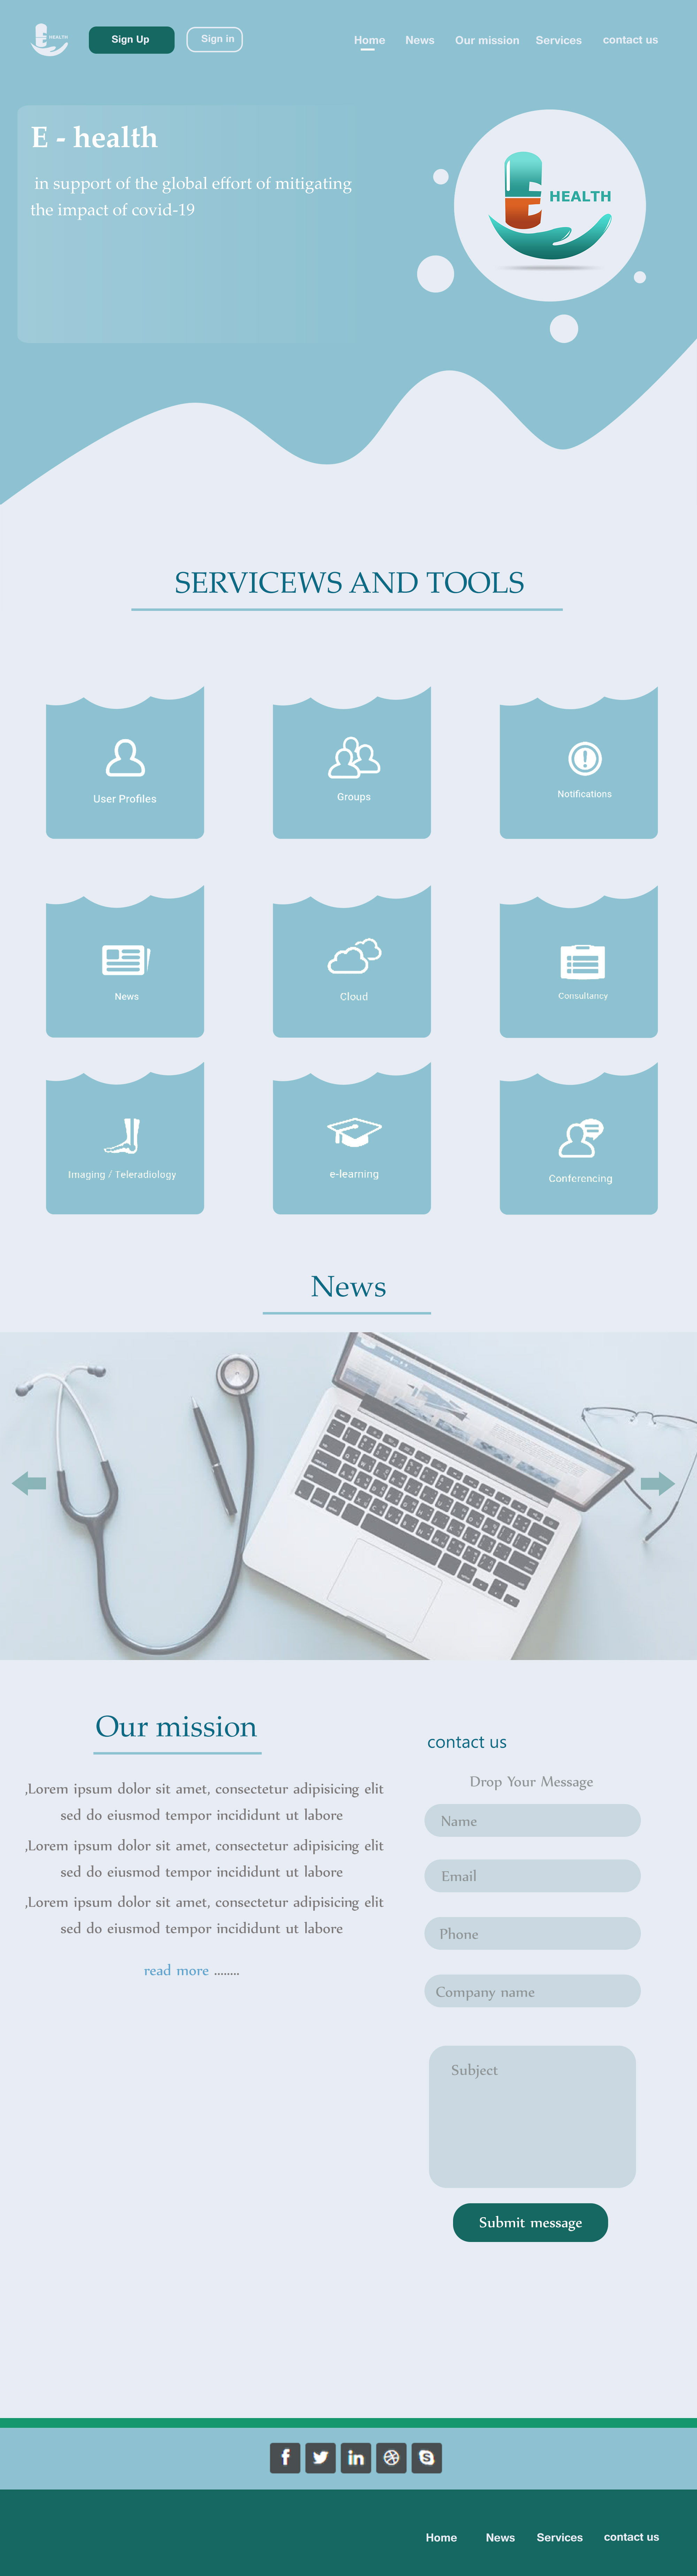 HEALTH
Sign Up
Sign in
Home
News
Our mission
Services
contact us
E - health
in support of the global effort of mitigating
the impact of covid-19
E HEALTH
SERVICEWS AND TOOLS
User Profiles
Groups
Notifications
News
Cloud
Consultancy
Imaging / Teleradiology
e-learning
Conferencing
News
Our mission
,Lorem ipsum dolor sit amet, consectetur adipisicing elit
sed do eiusmod tempor incididunt ut labore
,Lorem ipsum dolor sit amet, consectetur adipisicing elit
sed do eiusmod tempor incididunt ut labore
,Lorem ipsum dolor sit amet, consectetur adipisicing elit
sed do eiusmod tempor incididunt ut labore
read more ........
contact us
Drop Your Message
Name
Email
Phone
Company name
Subject
Submit message
f
in
S
Home
News
Services
contact us